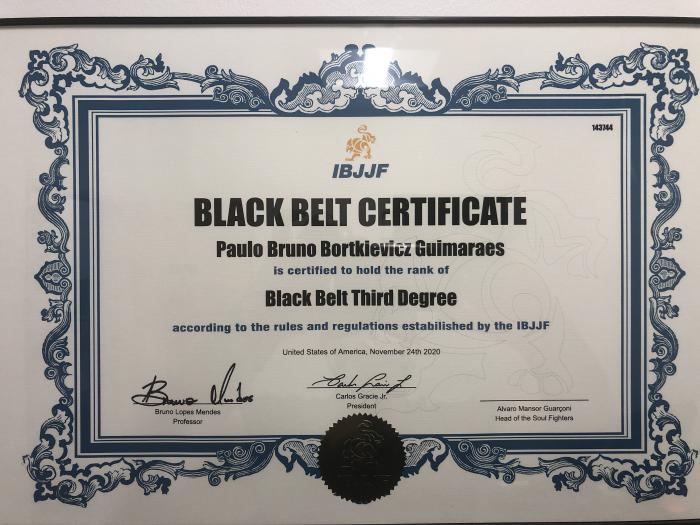 143744
IBJJF
BLACK BELT CERTIFICATE
Paulo Bruno Bortkievicz Guimaraes
is certified to hold the rank of
Black Belt Third Degree
according to the rules and regulations estabilished by the IBJJF
United States of America, November 24th 2020
Bruno Mendes
Bruno Lopes Mendes
Professor
Carlos Gracie Jr.
President
Alvaro Mansor Guarçoni
Head of the Soul Fighters